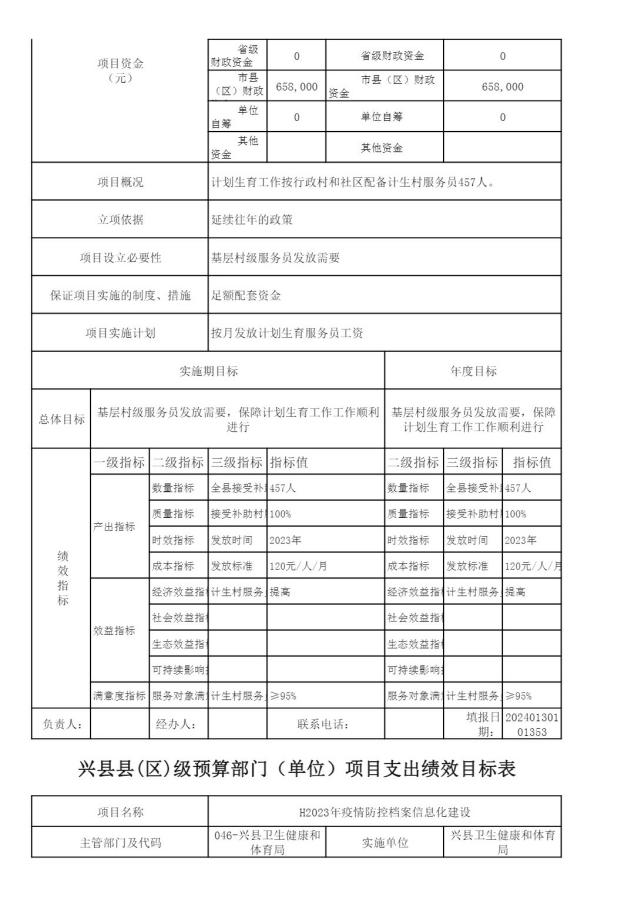 项目资金
（元）
省级
财政资金
0
省级财政资金
0
市县
（区）财政
658,000
市县（区）财政
资金
658,000
单位
自筹
0
单位自筹
0
其他
资金
其他资金
项目概况
计划生育工作按行政村和社区配备计生村服务员457人。
立项依据
延续往年的政策
项目设立必要性
基层村级服务员发放需要
保证项目实施的制度、措施
足额配套资金
项目实施计划
按月发放计划生育服务员工资
实施期目标
年度目标
总体目标
基层村级服务员发放需要，保障计划生育工作工作顺利
进行
基层村级服务员发放需要，保障
计划生育工作工作顺利进行
绩
效
指
标
一级指标 二级指标 三级指标 指标值 二级指标 三级指标 指标值
产出指标
数量指标 全县接受补 457人 数量指标 全县接受补 457人
质量指标 接受补助村 100% 质量指标 接受补助村 100%
时效指标 发放时间 2023年 时效指标 发放时间 2023年
成本指标 发放标准 120元/人/月 成本指标 发放标准 120元/人/月
效益指标
经济效益指 计生村服务 提高 经济效益指 计生村服务 提高
社会效益指 社会效益指
生态效益指 生态效益指
可持续影响 可持续影响
满意度指标 服务对象满 计生村服务 ≥95% 服务对象满 计生村服务 ≥95%
负责人： 经办人： 联系电话： 填报日
期： 202401301
01353
兴县县(区)级预算部门（单位）项目支出绩效目标表
项目名称
H2023年疫情防控档案信息化建设
主管部门及代码
046-兴县卫生健康和
体育局
实施单位
兴县卫生健康和体育
局